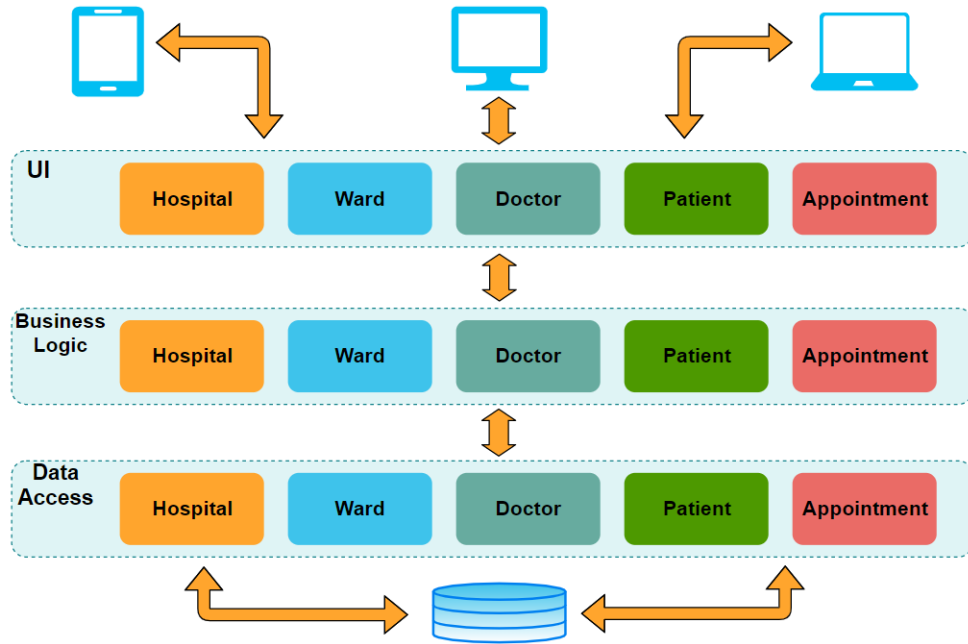 UI
Hospital
Ward
Doctor
Patient
Appointment
Business
Logic
Hospital
Ward
Doctor
Patient
Appointment
Data
Access
Hospital
Ward
Doctor
Patient
Appointment